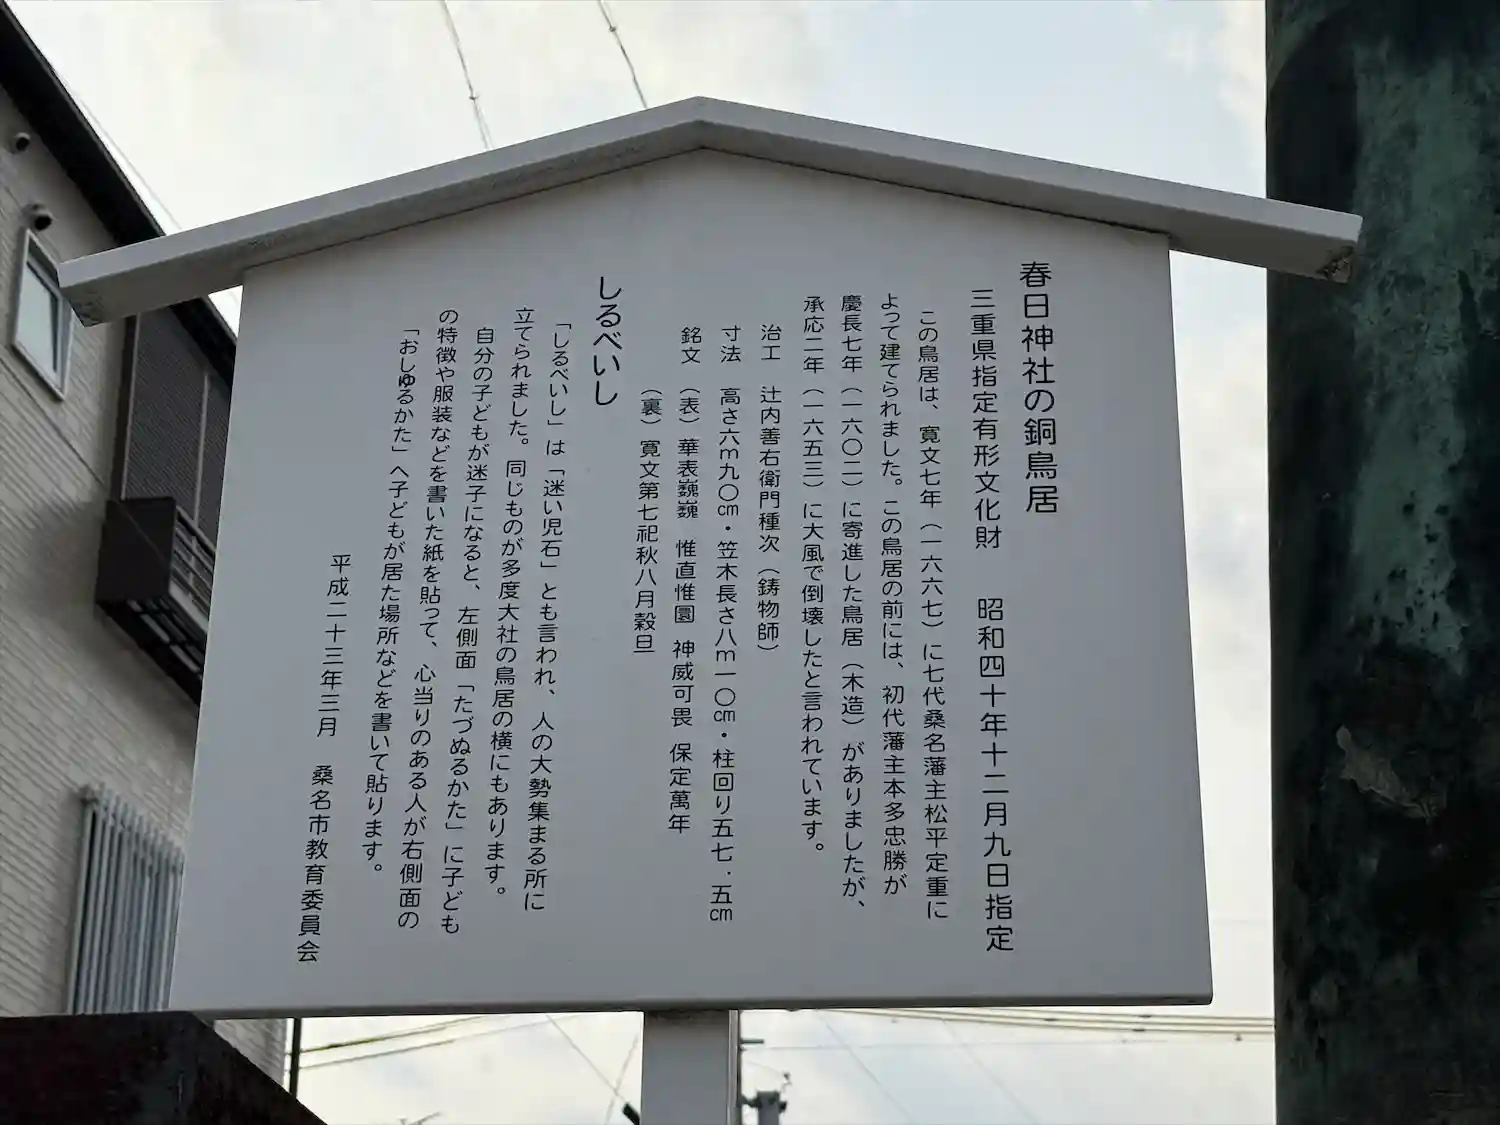 春日神社の銅鳥居
三重県指定有形文化財 昭和四十年十二月九日指定
この鳥居は、寛文七年（一六六七）に七代桑名藩主松平定重に
よって建てられました。この鳥居の前には、初代藩主本多忠勝が
慶長七年（一六〇二）に寄進した鳥居（木造）がありましたが、
承応二年（一六五三）に大風で倒壊したと言われています。
治工 辻内善右衛門種次（鋳物師）
寸法 高さ六m九〇㎝・笠木長さ八m一〇㎝・柱回り五七．五㎝
銘文 （表）華表巍巍 惟直惟圜 神威可畏 保定萬年
（裏）寛文第七祀秋八月穀旦
しるべいし
「しるべいし」は「迷い児石」とも言われ、人の大勢集まる所に
立てられました。同じものが多度大社の鳥居の横にもあります。
自分の子どもが迷子になると、左側面「たづぬるかた」に子ども
の特徴や服装などを書いた紙を貼って、心当りのある人が右側面の
「おしゆるかた」へ子どもが居た場所などを書いて貼ります。
平成二十三年三月 桑名市教育委員会